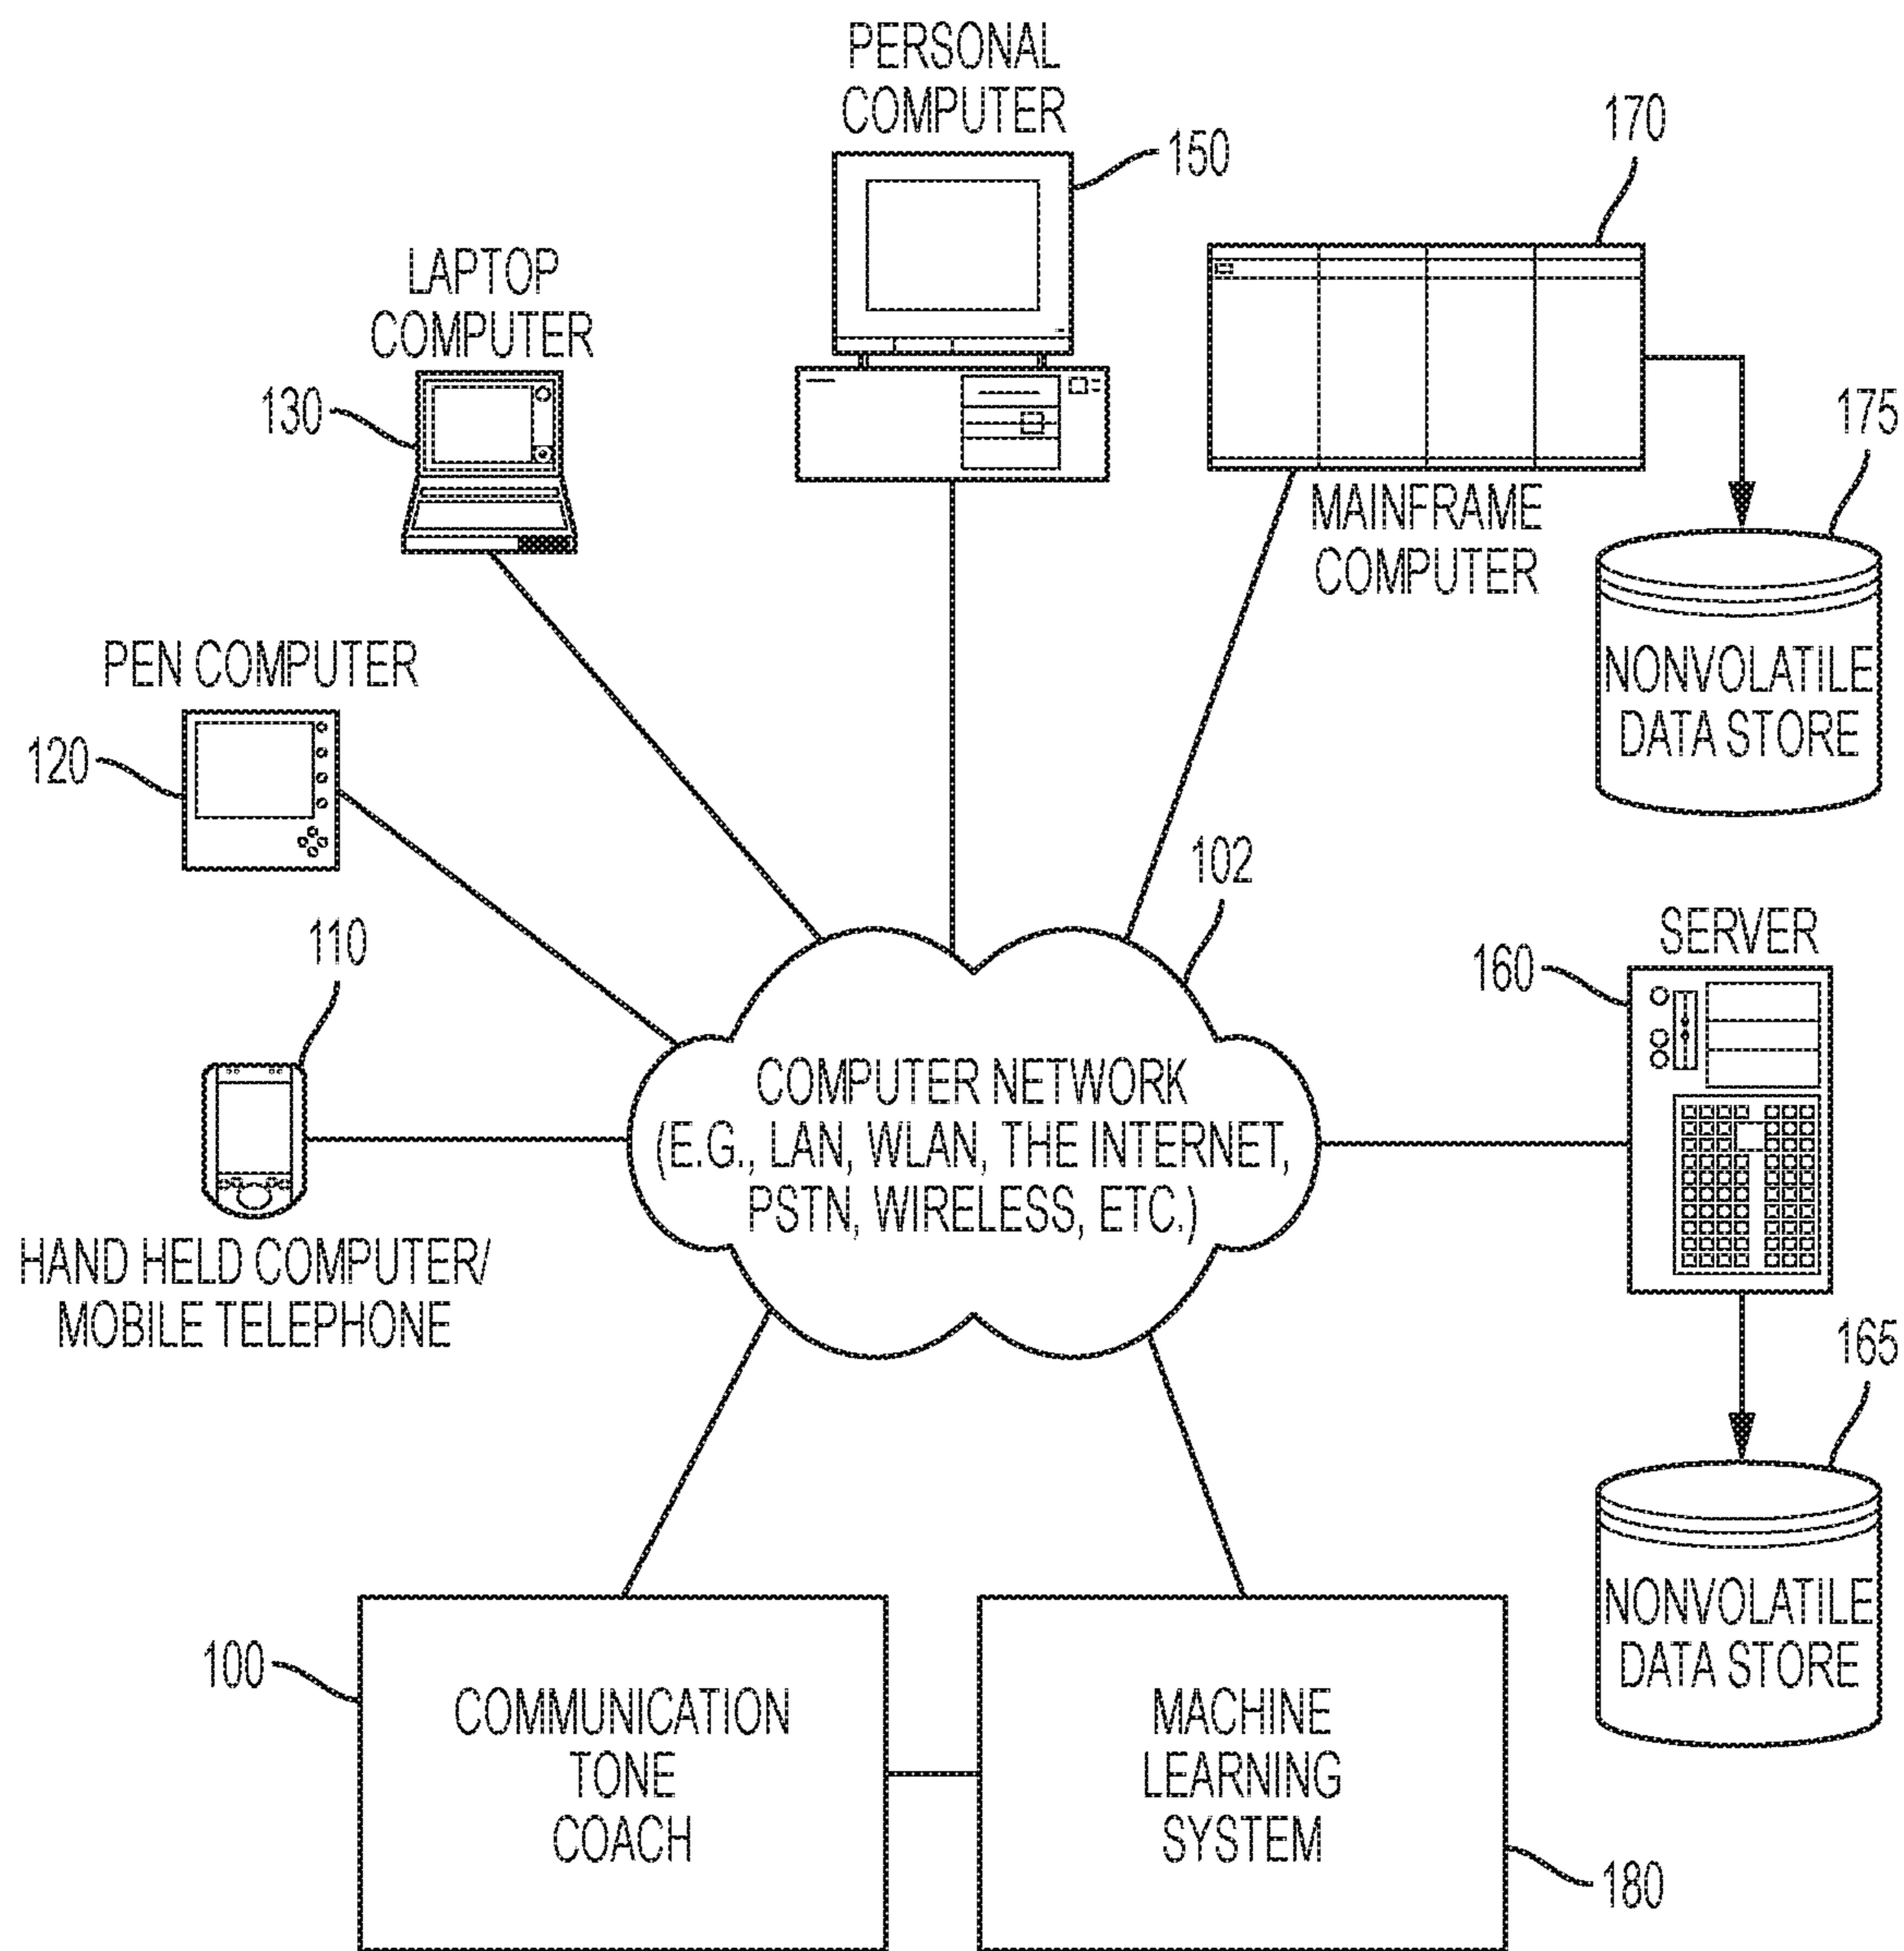 PERSONAL
COMPUTER
150
170
LAPTOP
COMPUTER
130
175
MAINFRAME
COMPUTER
NONVOLATILE
DATA STORE
PEN COMPUTER
120
102
110
SERVER
160
COMPUTER NETWORK
(E.G., LAN, WLAN, THE INTERNET,
PSTN, WIRELESS, ETC.)
HAND HELD COMPUTER/
MOBILE TELEPHONE
165
NONVOLATILE
DATA STORE
100
COMMUNICATION
TONE
COACH
MACHINE
LEARNING
SYSTEM
180